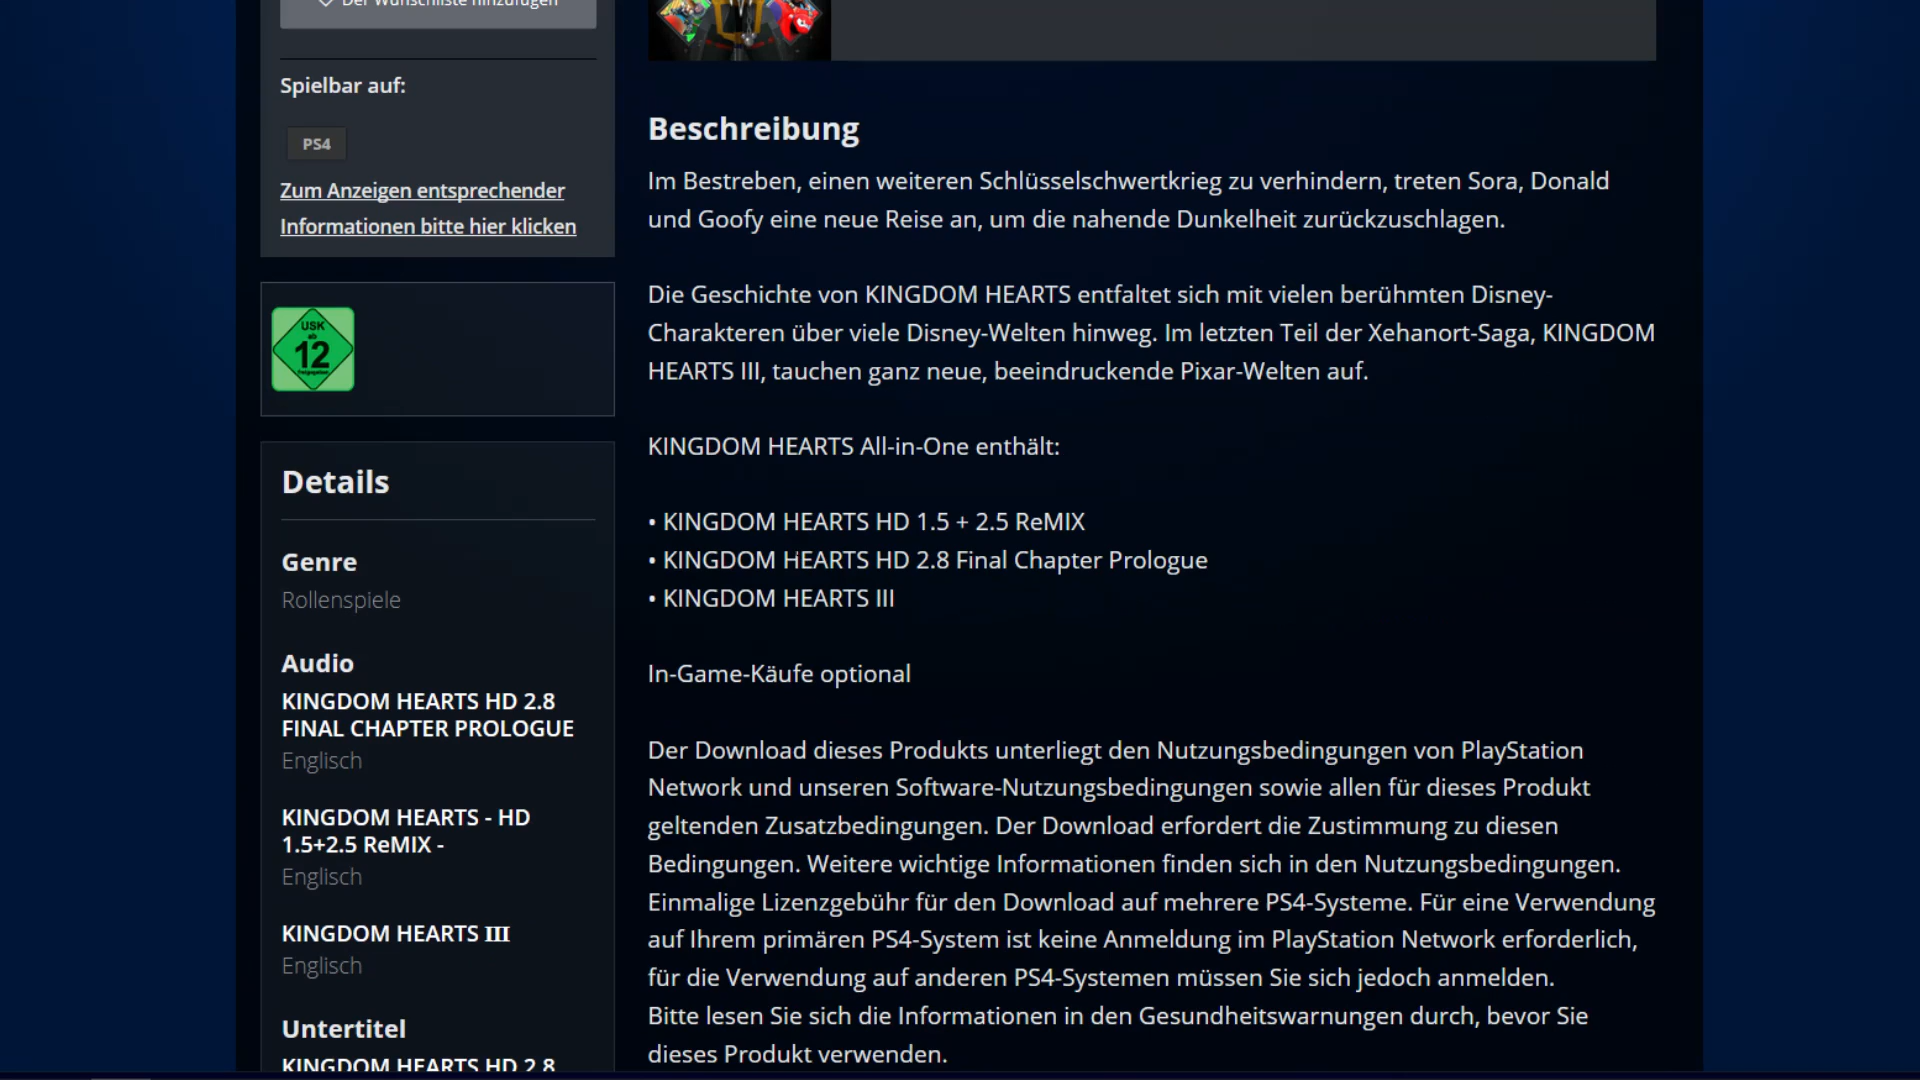 Der Wunschliste hinzufügen
Spielbar auf:
PS4
Zum Anzeigen entsprechender
Informationen bitte hier klicken
USK
ab
12
Details
Genre
Rollenspiele
Audio
KINGDOM HEARTS HD 2.8
FINAL CHAPTER PROLOGUE
Englisch
KINGDOM HEARTS - HD
1.5+2.5 ReMIX -
Englisch
KINGDOM HEARTS III
Englisch
Untertitel
KINGDOM HEARTS HD 2.8
Beschreibung
Im Bestreben, einen weiteren Schlüsselschwertkrieg zu verhindern, treten Sora, Donald
und Goofy eine neue Reise an, um die nahende Dunkelheit zurückzuschlagen.
Die Geschichte von KINGDOM HEARTS entfaltet sich mit vielen berühmten Disney-
Charakteren über viele Disney-Welten hinweg. Im letzten Teil der Xehanort-Saga, KINGDOM
HEARTS III, tauchen ganz neue, beeindruckende Pixar-Welten auf.
KINGDOM HEARTS All-in-One enthält:
• KINGDOM HEARTS HD 1.5 + 2.5 ReMIX
• KINGDOM HEARTS HD 2.8 Final Chapter Prologue
• KINGDOM HEARTS III
In-Game-Käufe optional
Der Download dieses Produkts unterliegt den Nutzungsbedingungen von PlayStation
Network und unseren Software-Nutzungsbedingungen sowie allen für dieses Produkt
geltenden Zusatzbedingungen. Der Download erfordert die Zustimmung zu diesen
Bedingungen. Weitere wichtige Informationen finden sich in den Nutzungsbedingungen.
Einmalige Lizenzgebühr für den Download auf mehrere PS4-Systeme. Für eine Verwendung
auf Ihrem primären PS4-System ist keine Anmeldung im PlayStation Network erforderlich,
für die Verwendung auf anderen PS4-Systemen müssen Sie sich jedoch anmelden.
Bitte lesen Sie sich die Informationen in den Gesundheitswarnungen durch, bevor Sie
dieses Produkt verwenden.